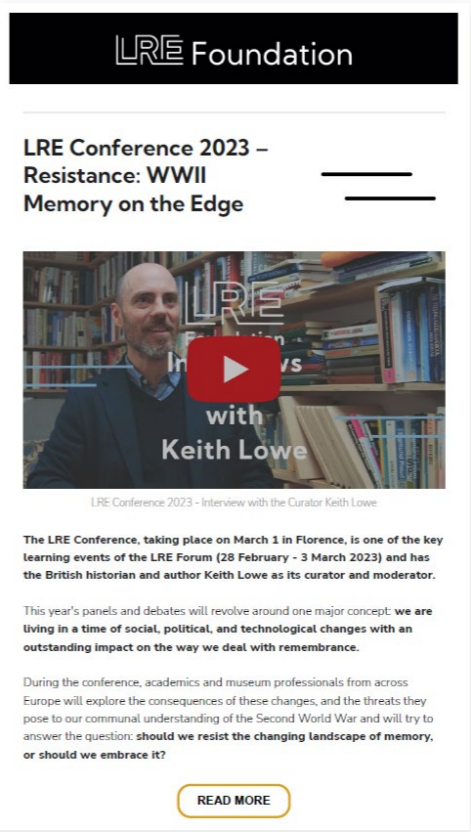 LRE Foundation
LRE Conference 2023 –
Resistance: WWII
Memory on the Edge
LRE
with
Keith Lowe
LRE Conference 2023 - Interview with the Curator Keith Lowe
The LRE Conference, taking place on March 1 in Florence, is one of the key
learning events of the LRE Forum (28 February - 3 March 2023) and has
the British historian and author Keith Lowe as its curator and moderator.
This year's panels and debates will revolve around one major concept: we are
living in a time of social, political, and technological changes with an
outstanding impact on the way we deal with remembrance.
During the conference, academics and museum professionals from across
Europe will explore the consequences of these changes, and the threats they
pose to our communal understanding of the Second World War and will try to
answer the question: should we resist the changing landscape of memory,
or should we embrace it?
READ MORE